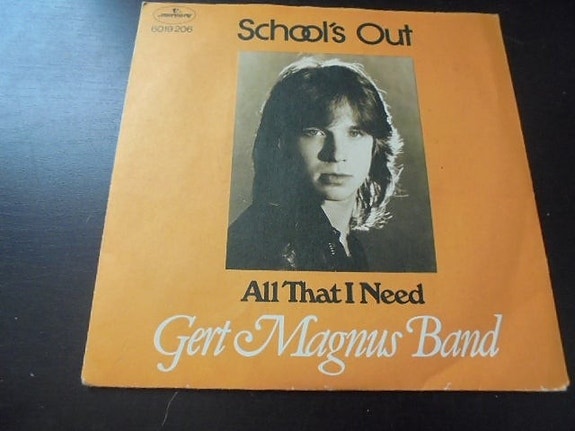 mercury
6019 206
School's Out
All That I Need
Gert Magnus Band